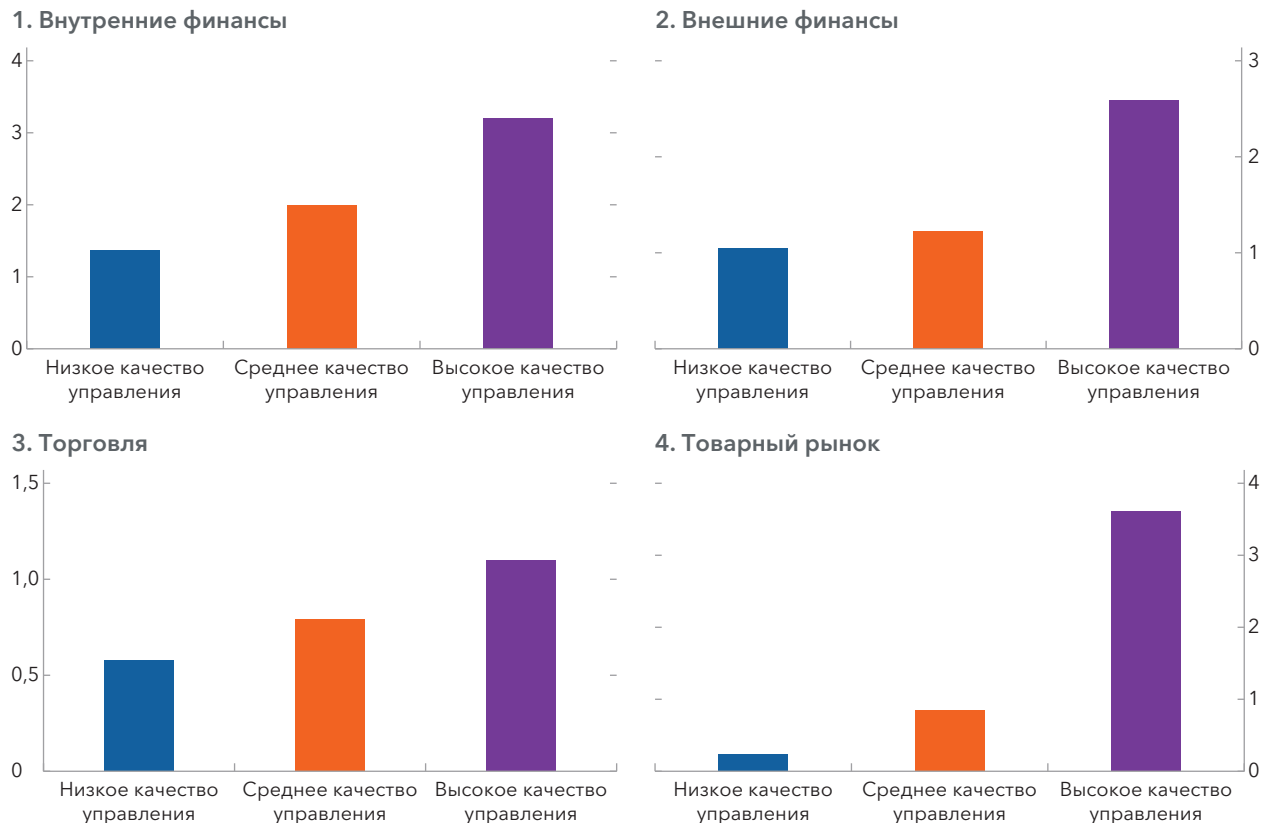 1. Внутренние финансы
4
3
2
1
0
Низкое качество
управления
Среднее качество
управления
Высокое качество
управления
2. Внешние финансы
3
2
1
0
Низкое качество
управления
Среднее качество
управления
Высокое качество
управления
3. Торговля
1,5
1,0
0,5
0
Низкое качество
управления
Среднее качество
управления
Высокое качество
управления
4. Товарный рынок
4
3
2
1
0
Низкое качество
управления
Среднее качество
управления
Высокое качество
управления